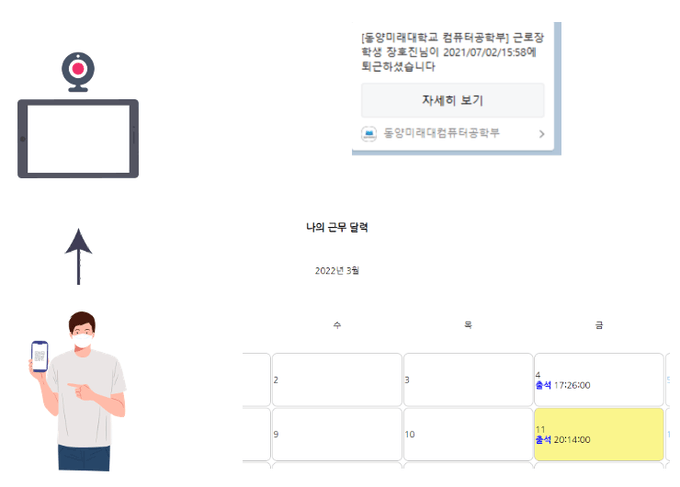 [동양미래대학교 컴퓨터공학부] 근로장
학생 장호진님이 2021/07/02/15:58에
퇴근하셨습니다
자세히 보기
동양미래대컴퓨터공학부
나의 근무 달력
2022년 3월
수 목 금
2 3 4
출석 17:26:00
9 10 11
출석 20:14:00